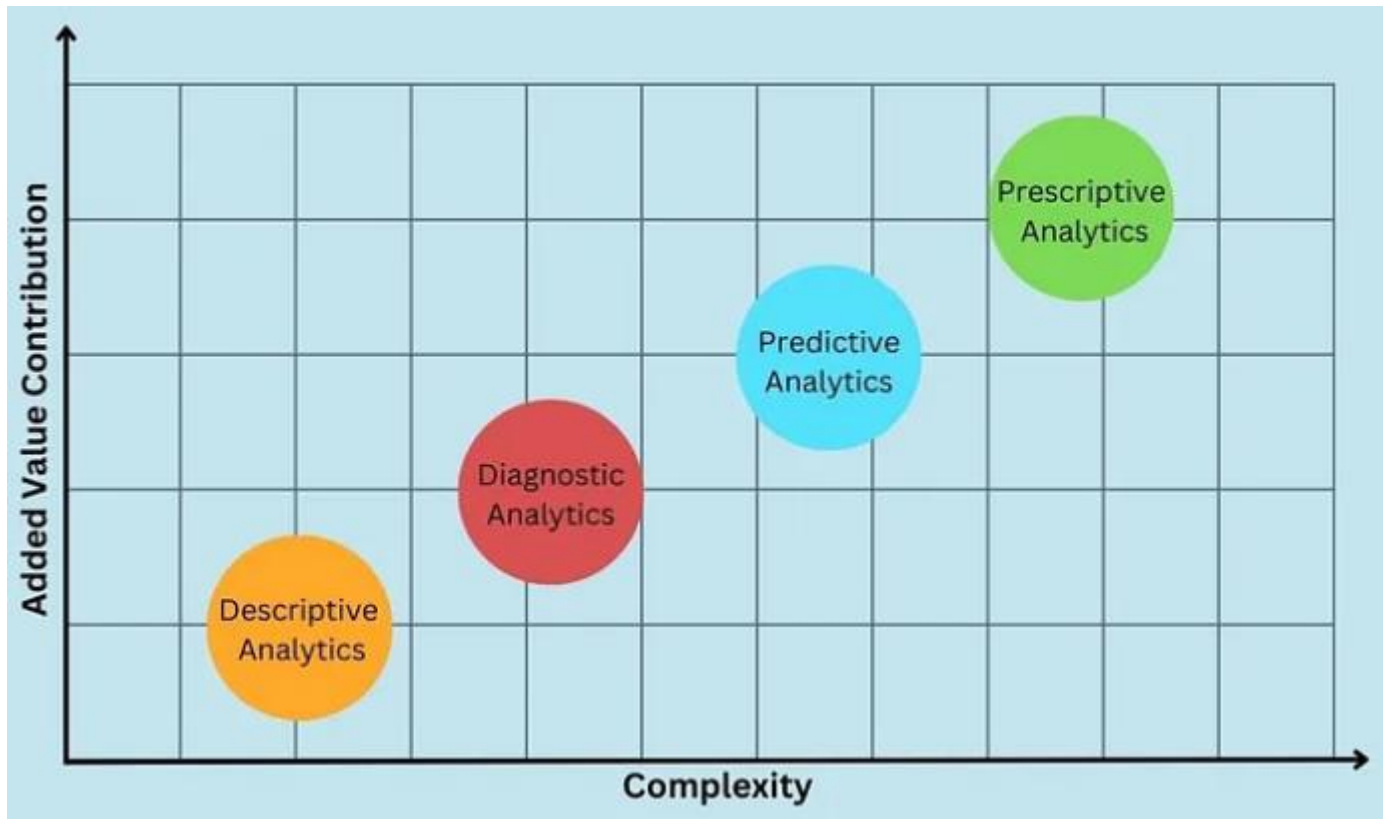 Added Value Contribution
Prescriptive
Analytics
Predictive
Analytics
Diagnostic
Analytics
Descriptive
Analytics
Complexity